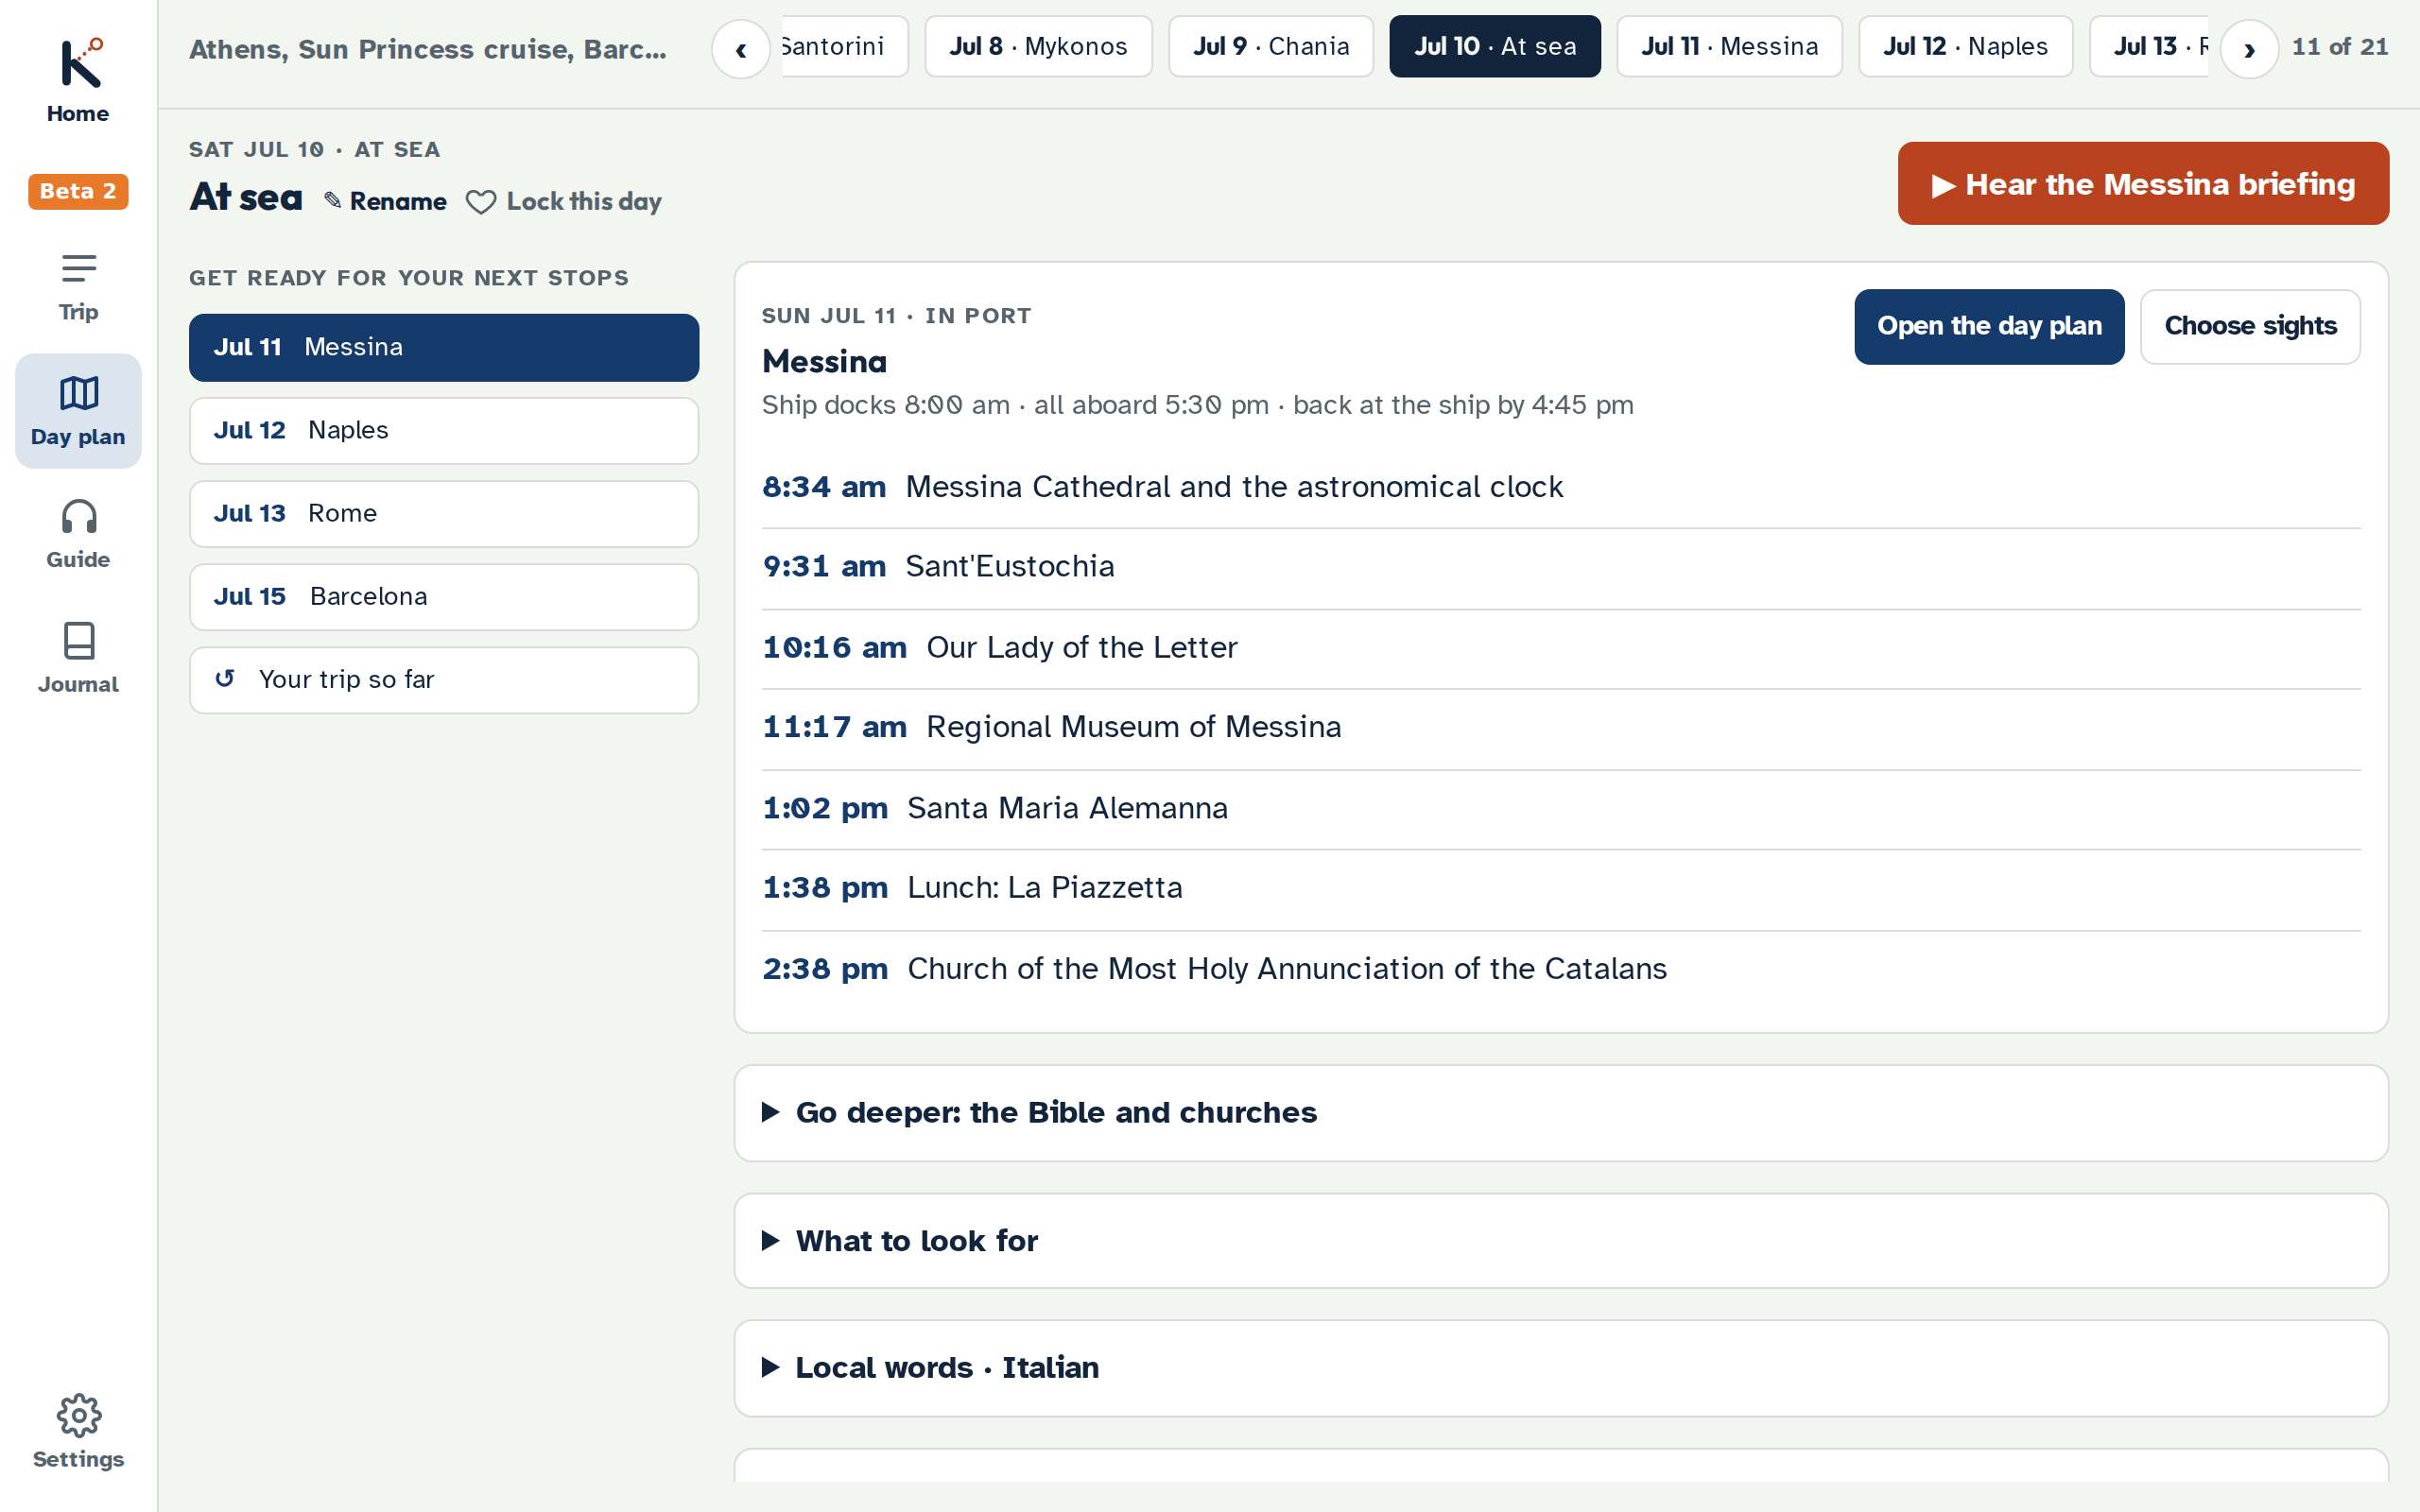 Home
Beta 2
Trip
Day plan
Guide
Journal
Settings
Athens, Sun Princess cruise, Barc...
‹ Santorini Jul 8 · Mykonos Jul 9 · Chania Jul 10 · At sea Jul 11 · Messina Jul 12 · Naples Jul 13 · › 11 of 21
SAT JUL 10 · AT SEA
At sea ✎ Rename Lock this day
▶ Hear the Messina briefing
GET READY FOR YOUR NEXT STOPS
Jul 11 Messina
Jul 12 Naples
Jul 13 Rome
Jul 15 Barcelona
↺ Your trip so far
SUN JUL 11 · IN PORT
Messina
Ship docks 8:00 am · all aboard 5:30 pm · back at the ship by 4:45 pm
Open the day plan
Choose sights
8:34 am Messina Cathedral and the astronomical clock
9:31 am Sant'Eustochia
10:16 am Our Lady of the Letter
11:17 am Regional Museum of Messina
1:02 pm Santa Maria Alemanna
1:38 pm Lunch: La Piazzetta
2:38 pm Church of the Most Holy Annunciation of the Catalans
▶ Go deeper: the Bible and churches
▶ What to look for
▶ Local words · Italian